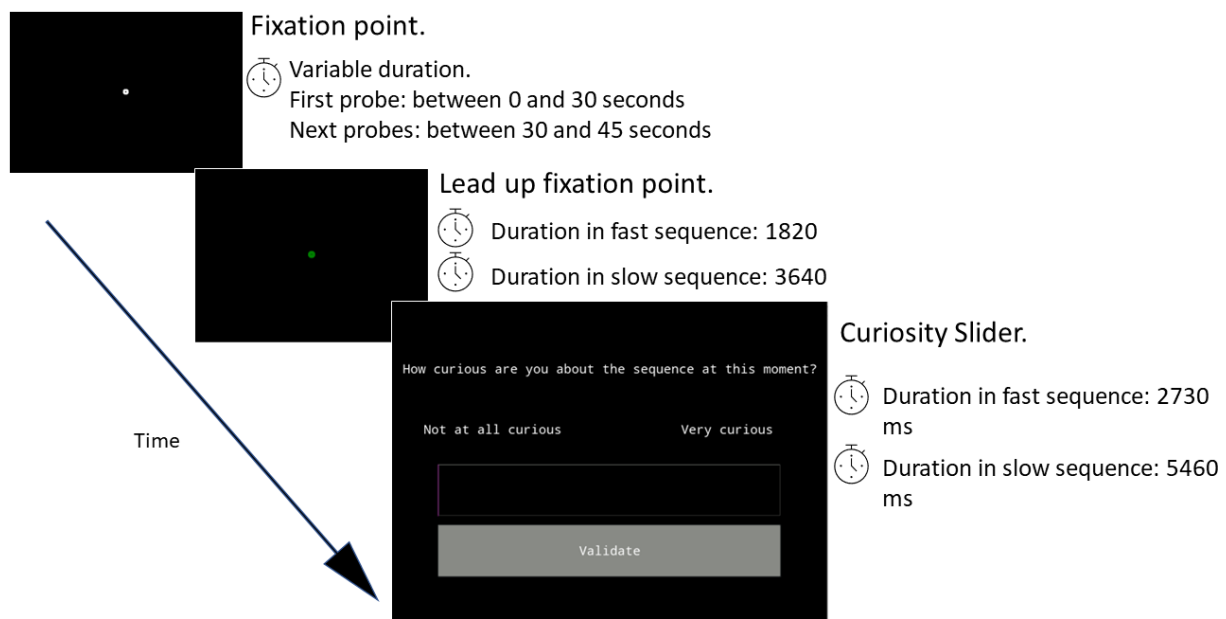 Fixation point.
Variable duration.
First probe: between 0 and 30 seconds
Next probes: between 30 and 45 seconds
Lead up fixation point.
Duration in fast sequence: 1820
Duration in slow sequence: 3640
Curiosity Slider.
How curious are you about the sequence at this moment?
Not at all curious Very curious
Duration in fast sequence: 2730
ms
Duration in slow sequence: 5460
ms
Time
Validate